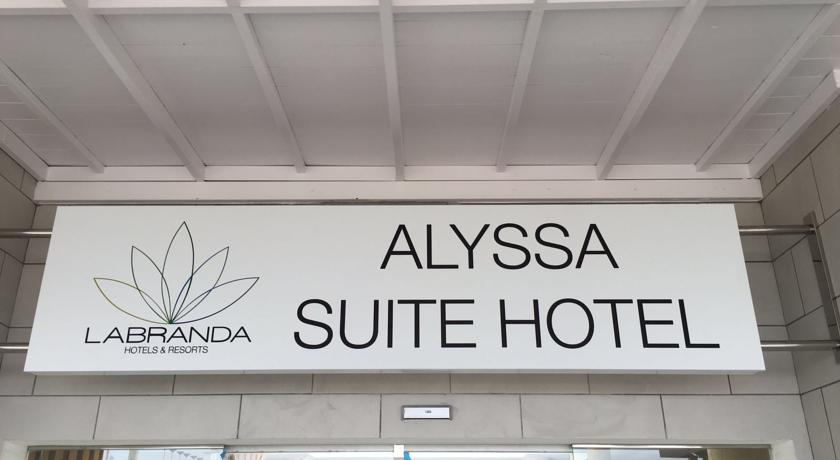 LABRANDA
HOTELS & RESORTS
ALYSSA
SUITE HOTEL